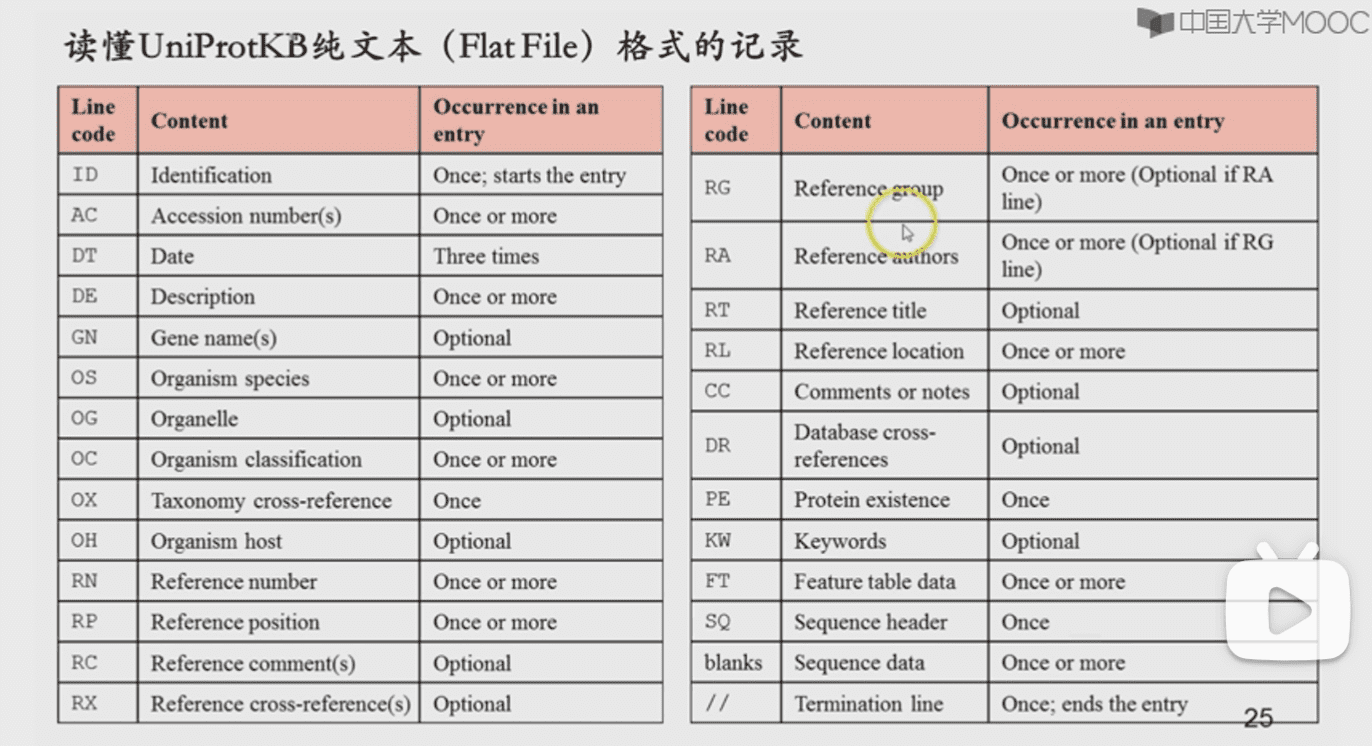 中国大学MOOC
读懂UniProtKB纯文本（Flat File）格式的记录
Line code Content Occurrence in an entry
ID Identification Once; starts the entry
AC Accession number(s) Once or more
DT Date Three times
DE Description Once or more
GN Gene name(s) Optional
OS Organism species Once or more
OG Organelle Optional
OC Organism classification Once or more
OX Taxonomy cross-reference Once
OH Organism host Optional
RN Reference number Once or more
RP Reference position Once or more
RC Reference comment(s) Optional
RX Reference cross-reference(s) Optional
Line code Content Occurrence in an entry
RG Reference group Once or more (Optional if RA line)
RA Reference authors Once or more (Optional if RG line)
RT Reference title Optional
RL Reference location Once or more
CC Comments or notes Optional
DR Database cross-references Optional
PE Protein existence Once
KW Keywords Optional
FT Feature table data Once or more
SQ Sequence header Once
blanks Sequence data Once or more
// Termination line Once; ends the entry
25